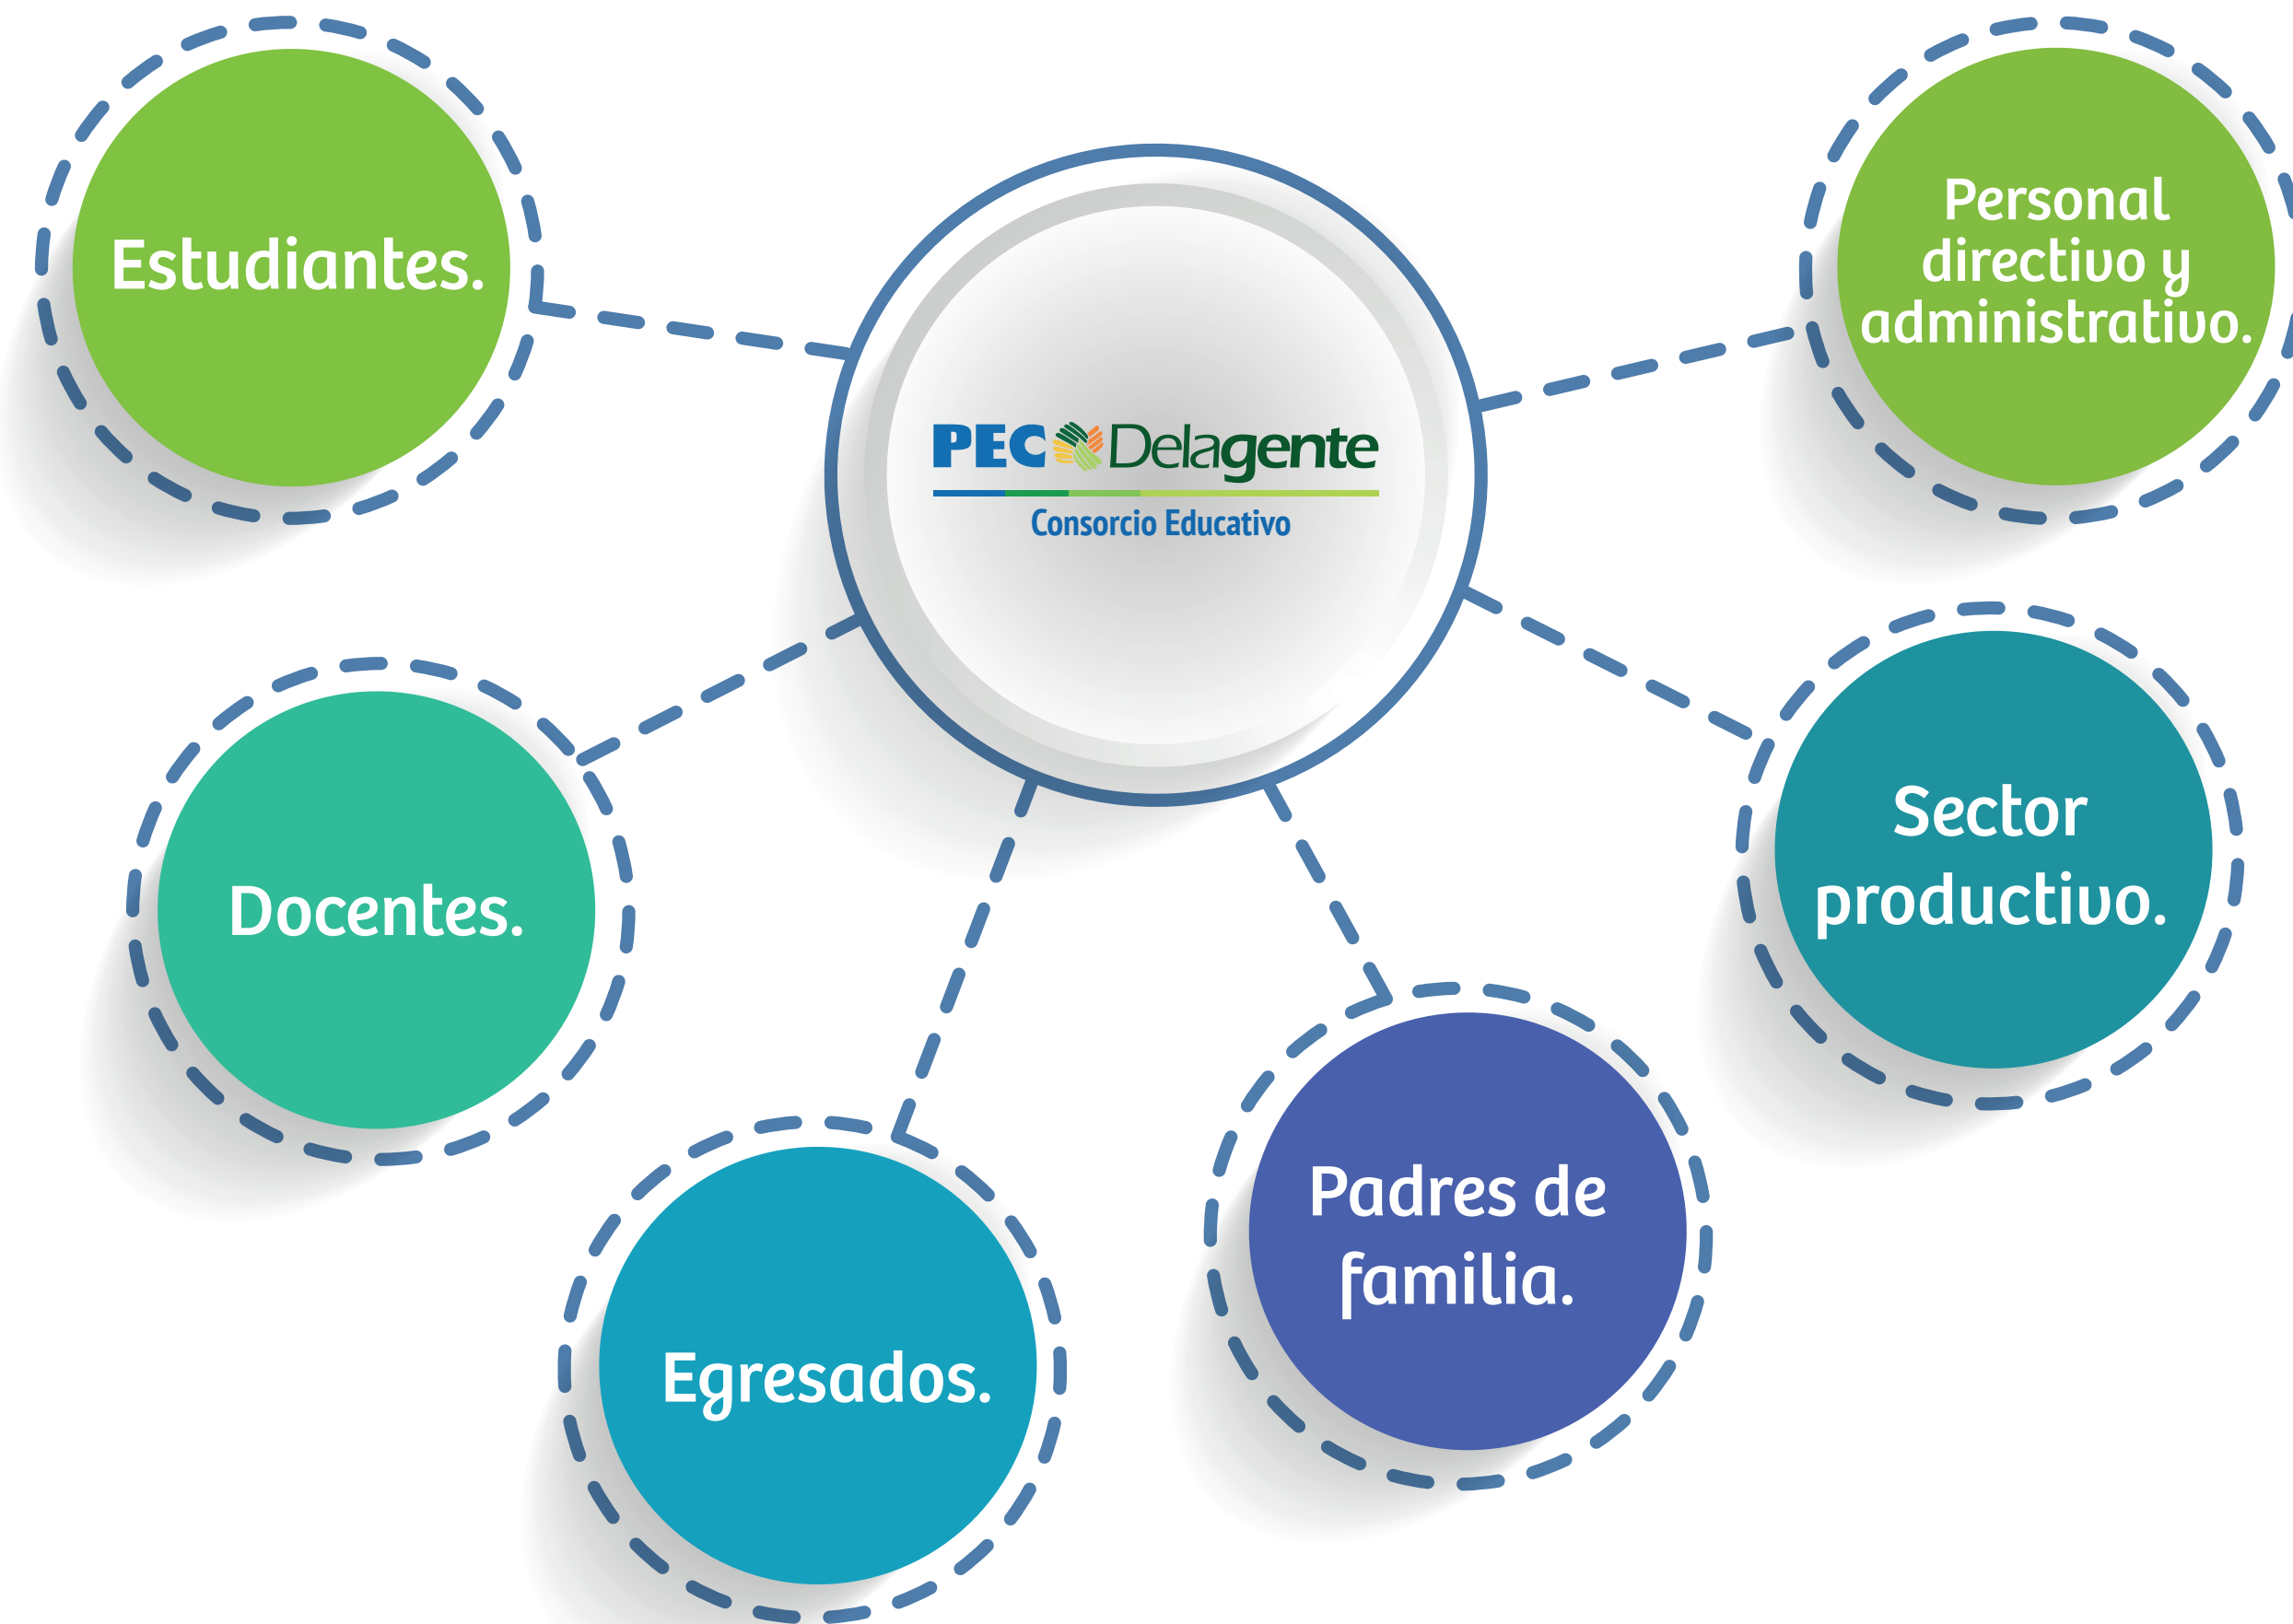 Estudiantes.
Personal
directivo y
administrativo.
PEC Delagente
Consorcio Educativo
Docentes.
Sector
productivo.
Egresados.
Padres de
familia.